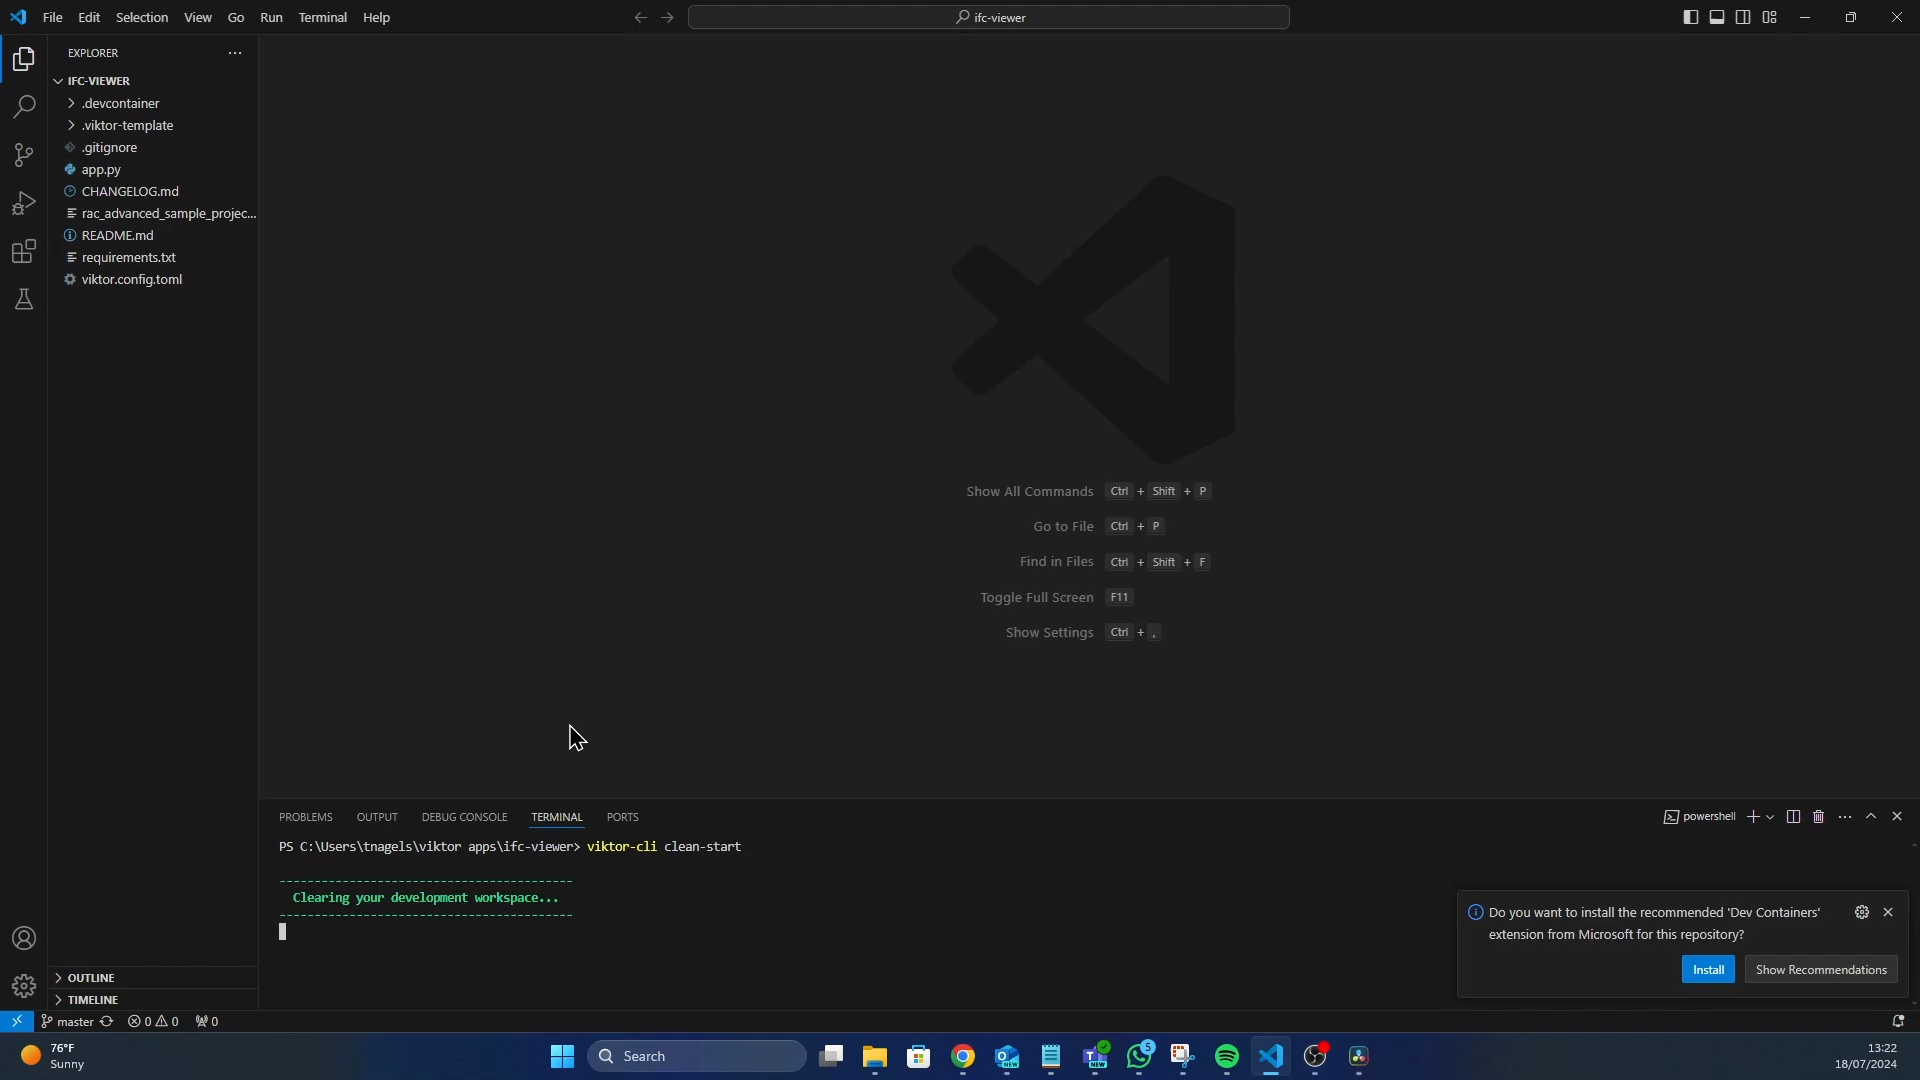 File Edit Selection View Go Run Terminal Help
ifc-viewer
EXPLORER
IFC-VIEWER
.devcontainer
.viktor-template
.gitignore
app.py
CHANGELOG.md
rac_advanced_sample_projec...
README.md
requirements.txt
viktor.config.toml
Show All Commands Ctrl + Shift + P
Go to File Ctrl + P
Find in Files Ctrl + Shift + F
Toggle Full Screen F11
Show Settings Ctrl + ,
PROBLEMS OUTPUT DEBUG CONSOLE TERMINAL PORTS
powershell
PS C:\Users\tnagels\viktor apps\ifc-viewer> viktor-cli clean-start
------------------------------------------
Clearing your development workspace...
------------------------------------------
Do you want to install the recommended 'Dev Containers'
extension from Microsoft for this repository?
Install Show Recommendations
OUTLINE
TIMELINE
master 0 0 0
76°F
Sunny
Search
NEW
NEW
5
13:22
18/07/2024